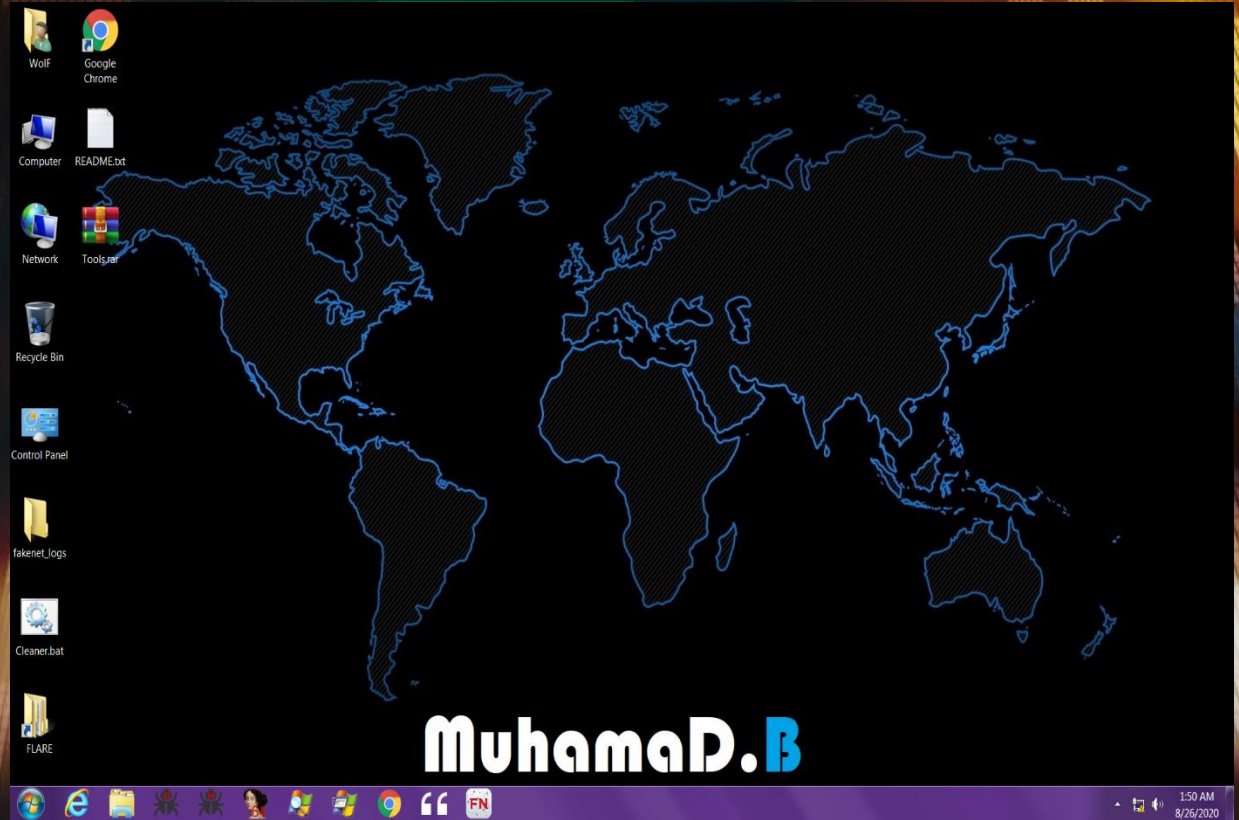 WolF
Google
Chrome
Computer
README.txt
Network
Tools.rar
Recycle Bin
Control Panel
fakenet_logs
Cleaner.bat
FLARE
MuhamaD.B
FN
1:50 AM
8/26/2020